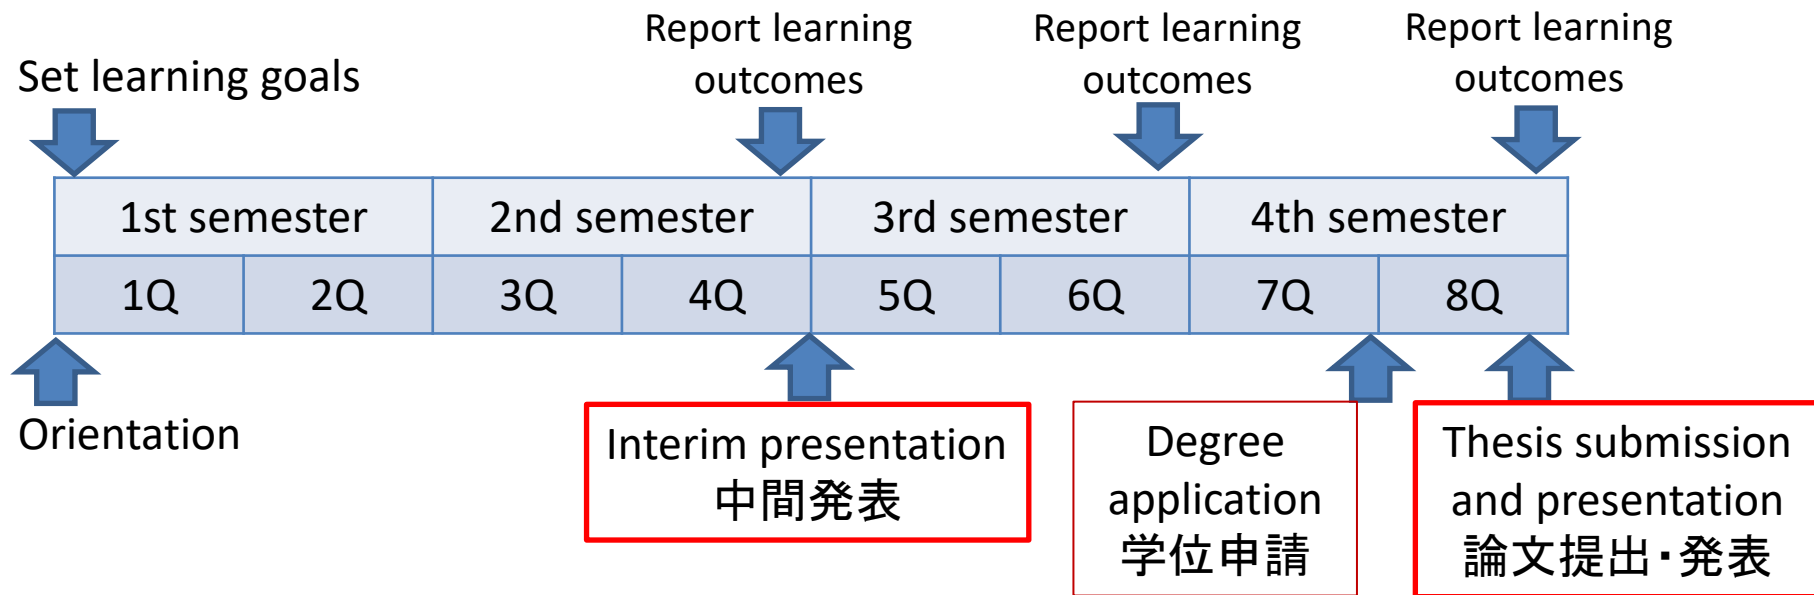 Set learning goals
Report learning
outcomes
Report learning
outcomes
Report learning
outcomes
1st semester
2nd semester
3rd semester
4th semester
1Q
2Q
3Q
4Q
5Q
6Q
7Q
8Q
Orientation
Interim presentation
中間発表
Degree
application
学位申請
Thesis submission
and presentation
論文提出・発表